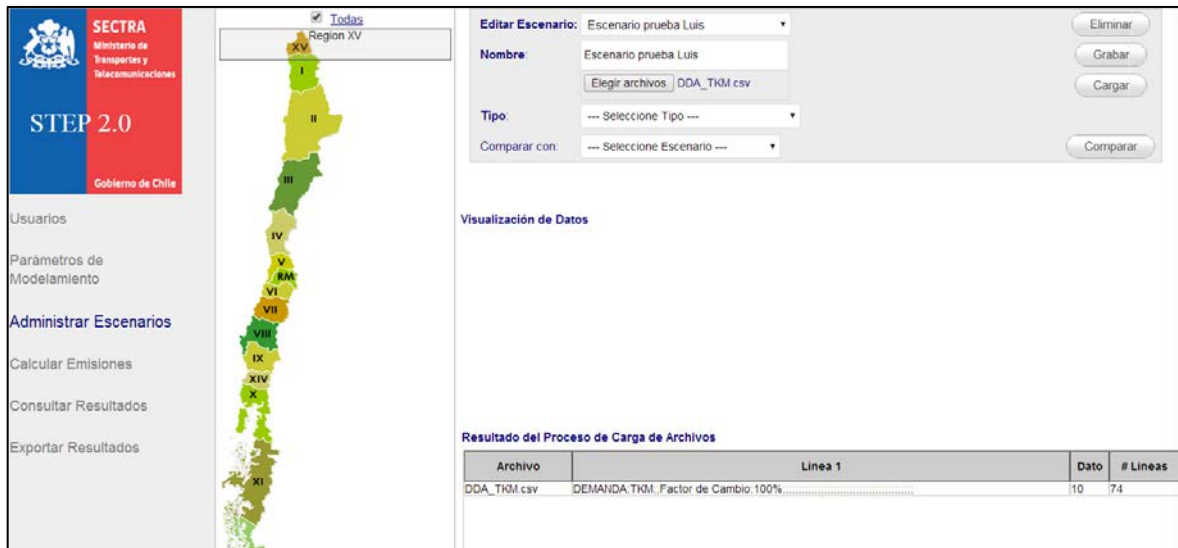 SECTRA
Ministerio de
Transportes y
Telecomunicaciones
STEP 2.0
Gobierno de Chile
Usuarios
Parámetros de
Modelamiento
Administrar Escenarios
Calcular Emisiones
Consultar Resultados
Exportar Resultados
Todas
Region XV
XV
I
II
III
IV
V
RM
VI
VII
VIII
IX
XIV
X
XI
Editar Escenario: Escenario prueba Luis Eliminar
Nombre: Escenario prueba Luis Grabar
Elegir archivos DDA_TKM.csv Cargar
Tipo: --- Seleccione Tipo ---
Comparar con: --- Seleccione Escenario --- Comparar
Visualización de Datos
Resultado del Proceso de Carga de Archivos
Archivo Linea 1 Dato # Lineas
DDA_TKM.csv DEMANDA;TKM;;Factor de Cambio;100% 10 74